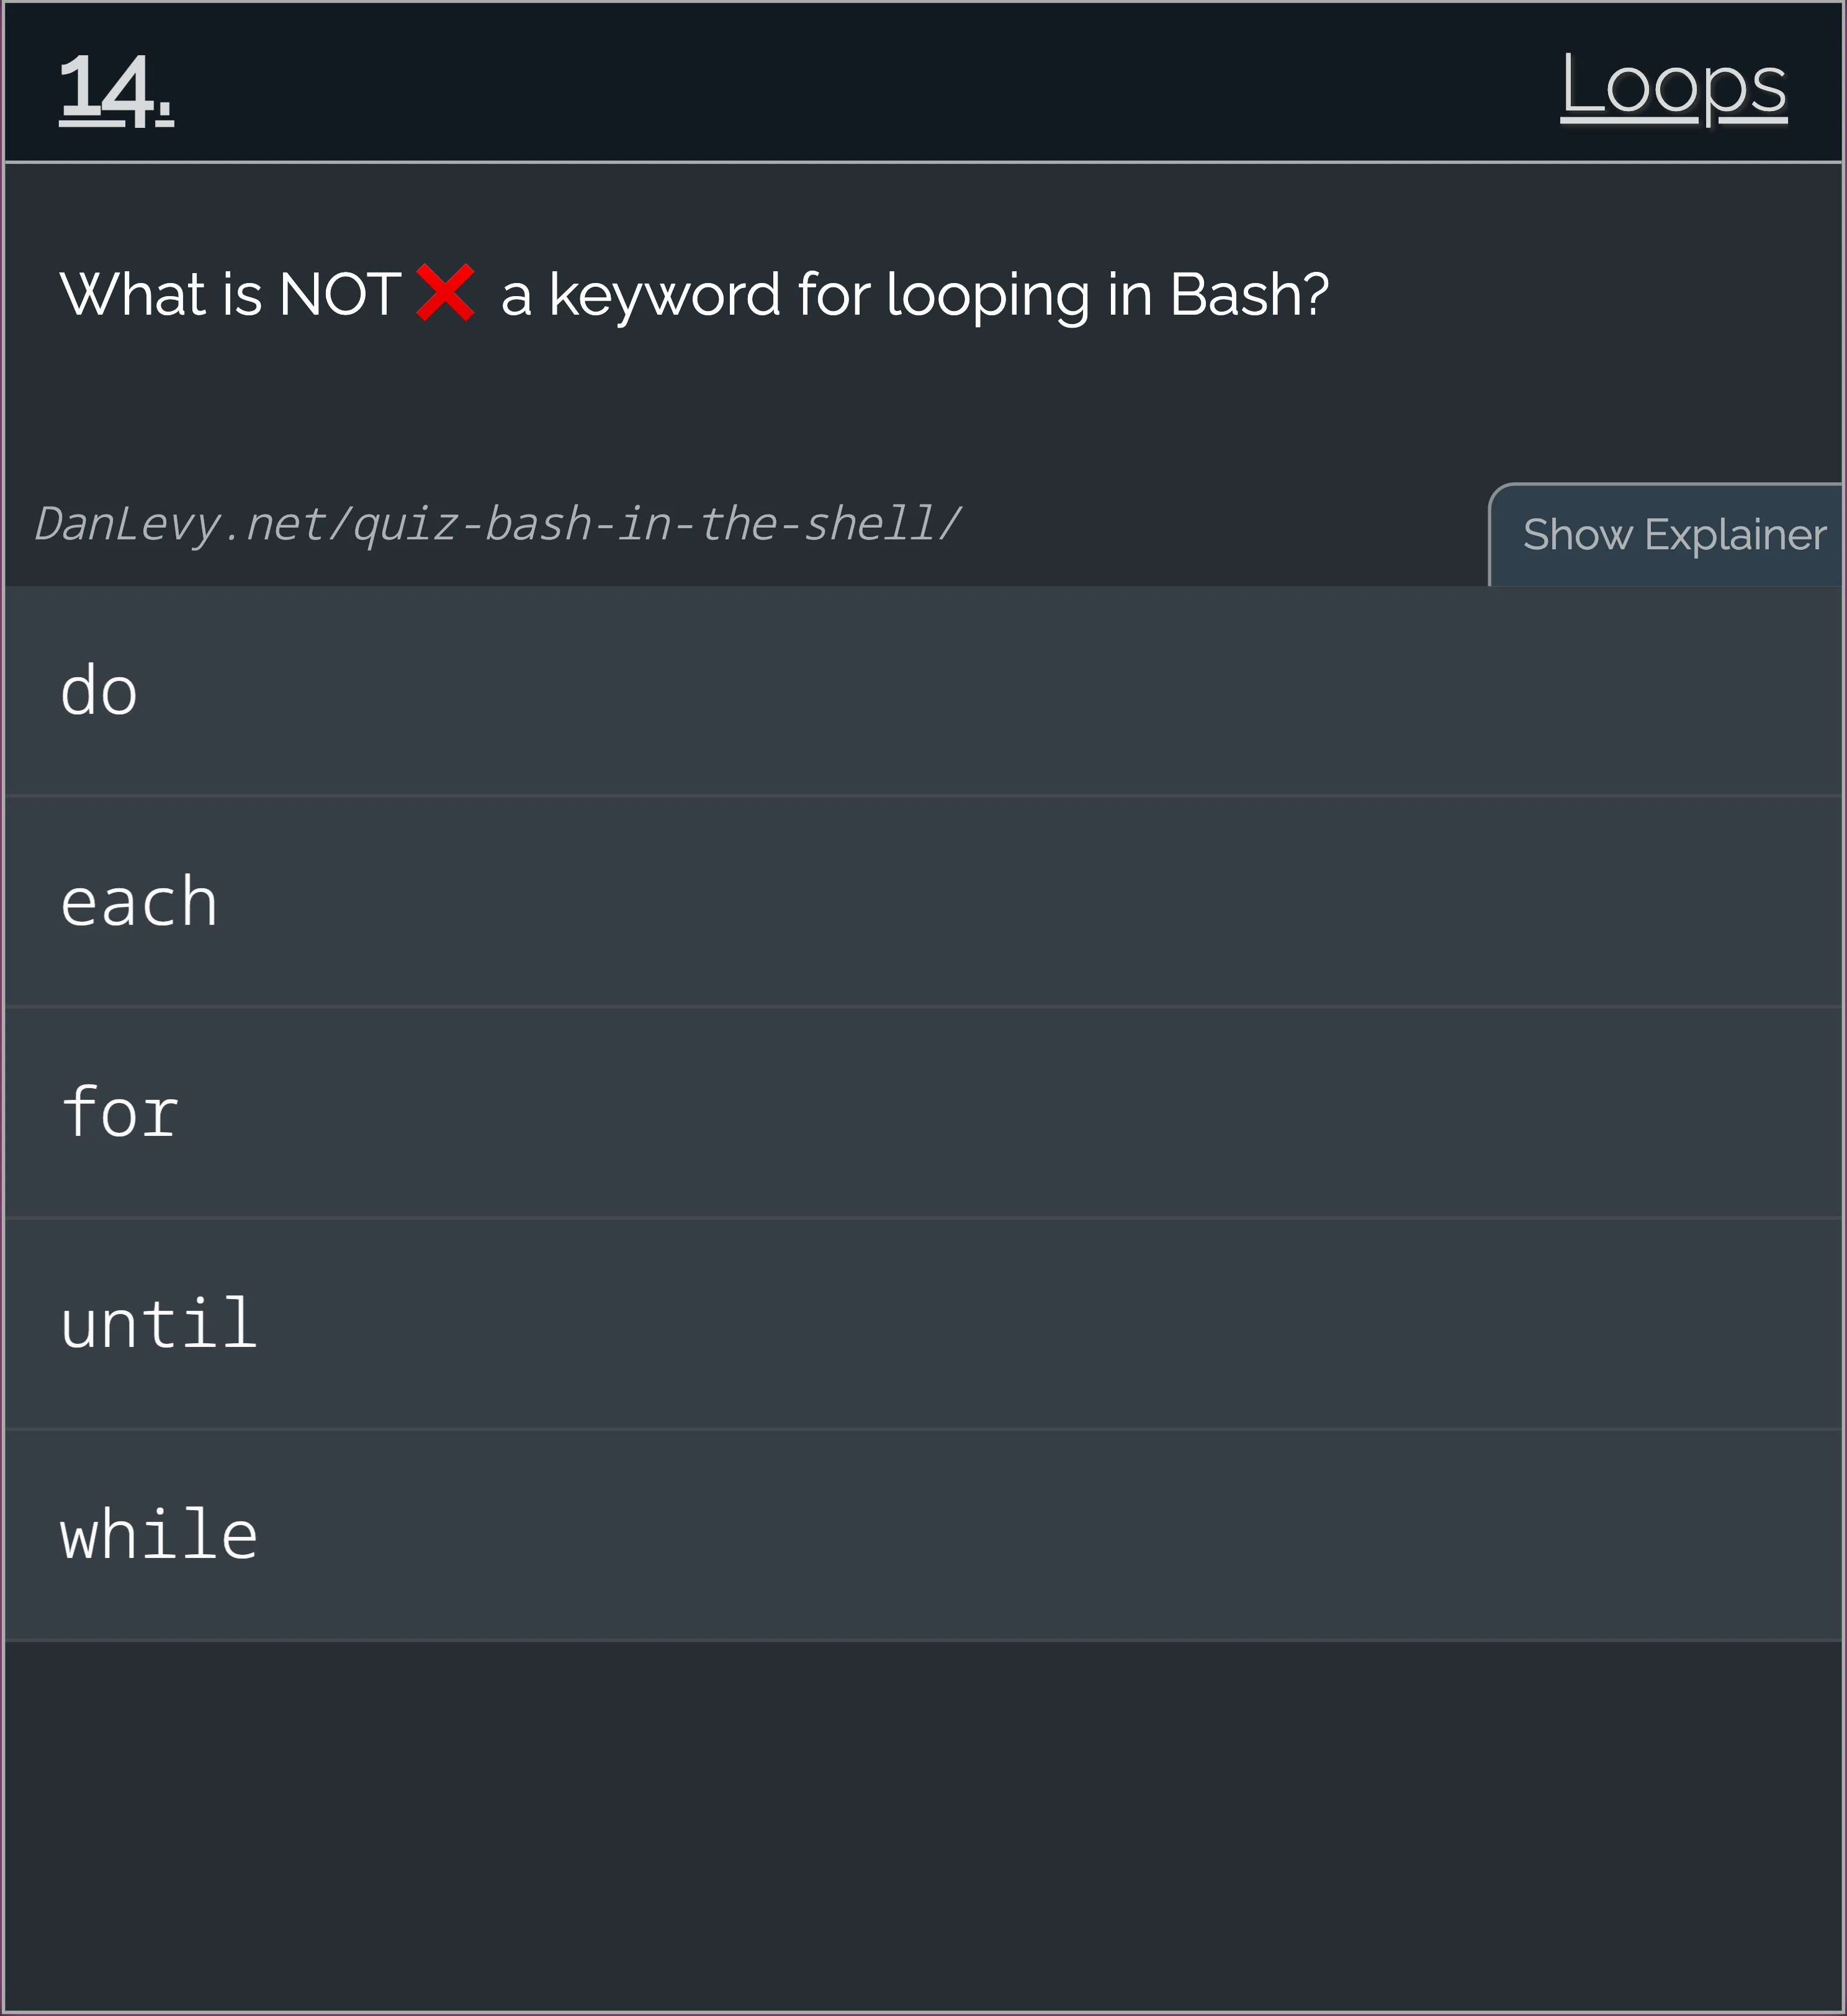 14.
Loops
What is NOT❌ a keyword for looping in Bash?
DanLevy.net/quiz-bash-in-the-shell/
Show Explainer
do
each
for
until
while